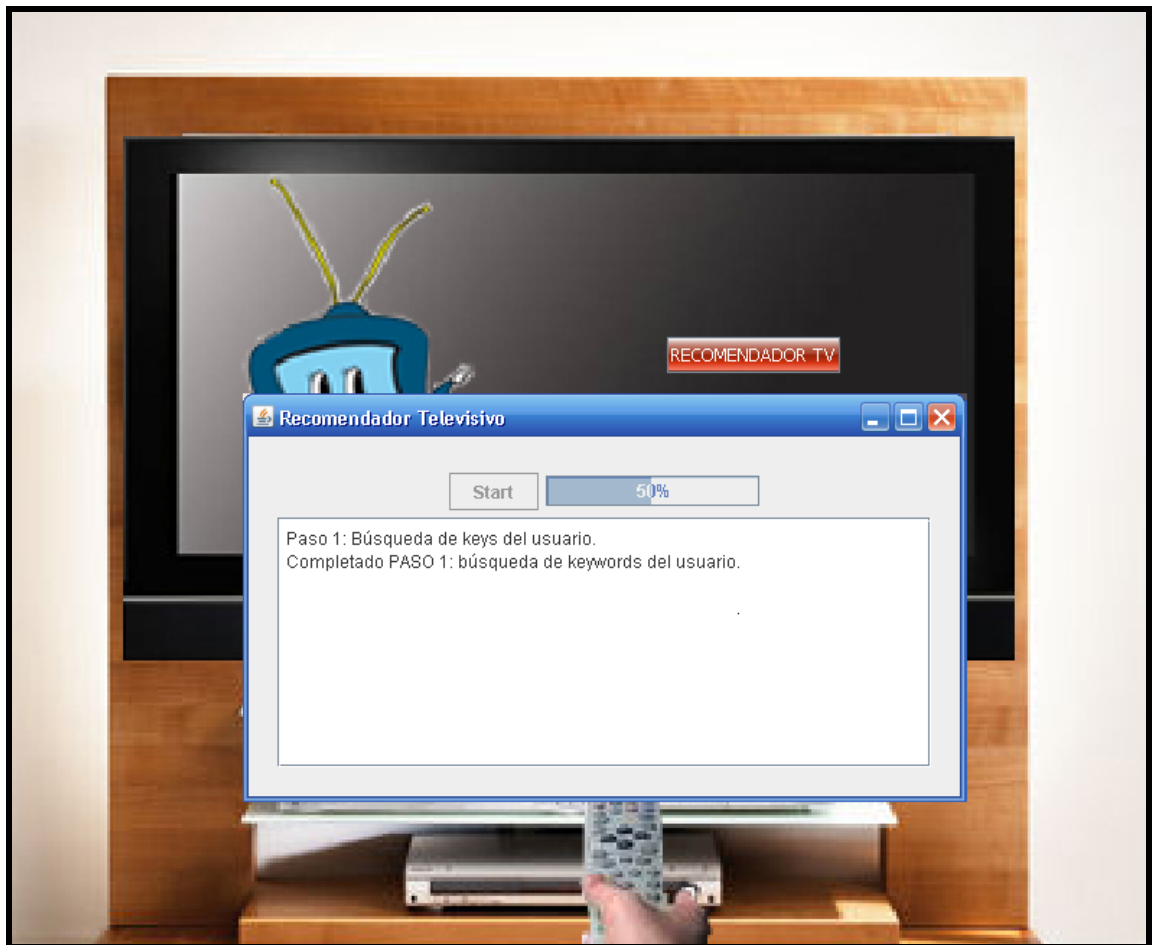 RECOMENDADOR TV
Recomendador Televisivo
Start
50%
Paso 1: Búsqueda de keys del usuario.
Completado PASO 1: búsqueda de keywords del usuario.
.